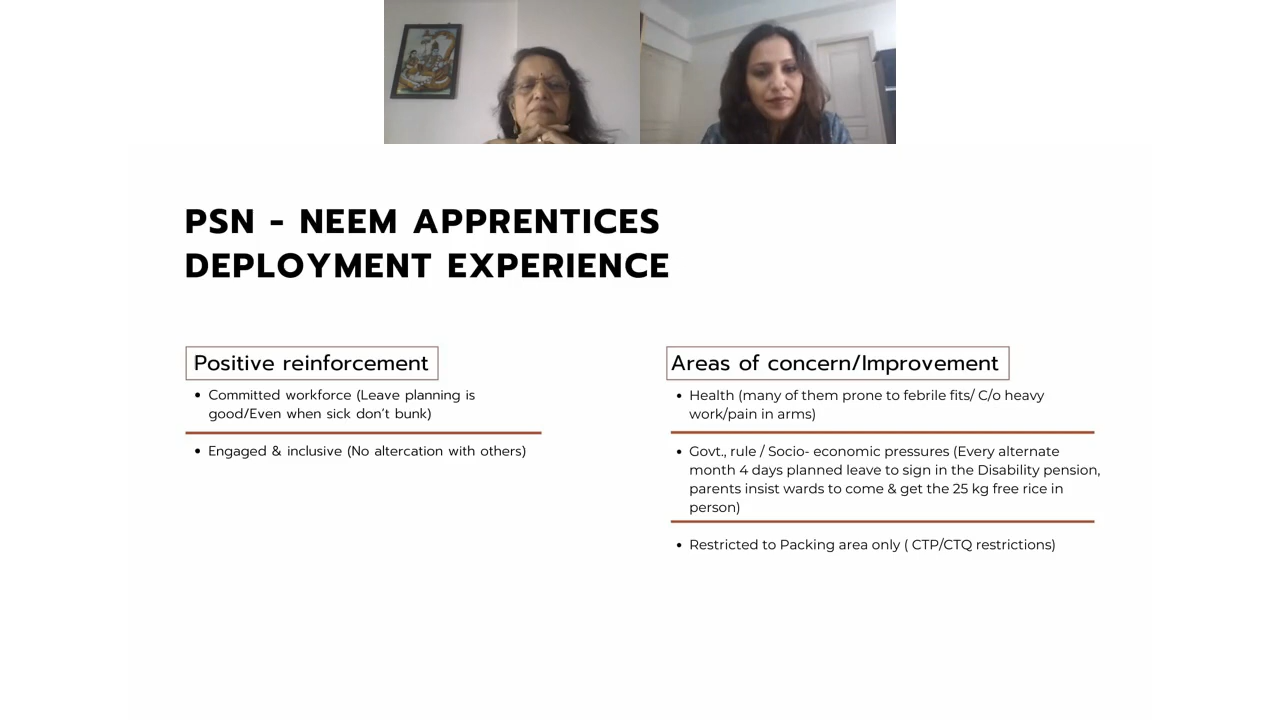 PSN - NEEM APPRENTICES
DEPLOYMENT EXPERIENCE
Positive reinforcement
• Committed workforce (Leave planning is
good/Even when sick don't bunk)
• Engaged & inclusive (No altercation with others)
Areas of concern/Improvement
• Health (many of them prone to febrile fits/ C/o heavy
work/pain in arms)
• Govt., rule / Socio- economic pressures (Every alternate
month 4 days planned leave to sign in the Disability pension,
parents insist wards to come & get the 25 kg free rice in
person)
• Restricted to Packing area only ( CTP/CTQ restrictions)